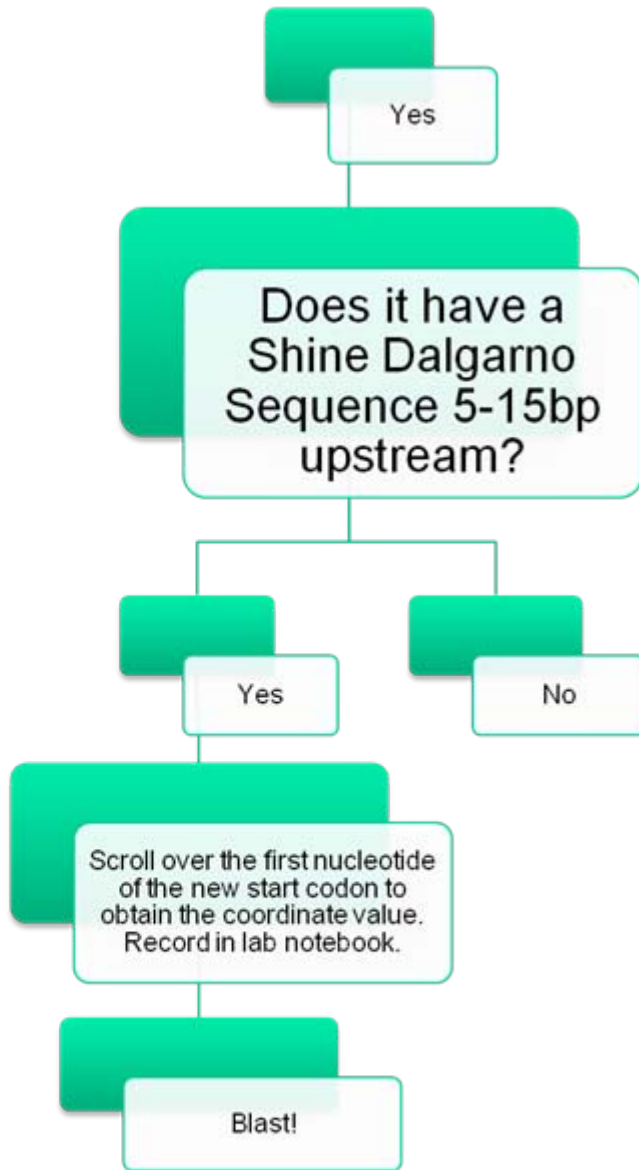 Yes
Does it have a
Shine Dalgarno
Sequence 5-15bp
upstream?
Yes
No
Scroll over the first nucleotide
of the new start codon to
obtain the coordinate value.
Record in lab notebook.
Blast!